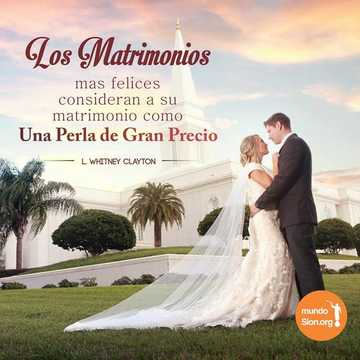 Los Matrimonios
mas felices
consideran a su
matrimonio como
Una Perla de Gran Precio
L. WHITNEY CLAYTON
mundo
Sion.org